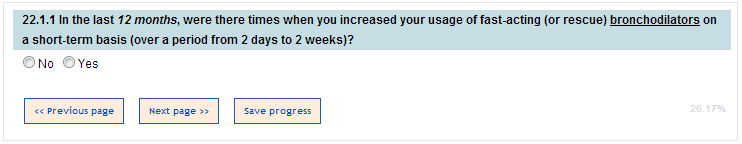 22.1.1 In the last 12 months, were there times when you increased your usage of fast-acting (or rescue) bronchodilators on
a short-term basis (over a period from 2 days to 2 weeks)?
No Yes
<< Previous page Next page >> Save progress 26.17%